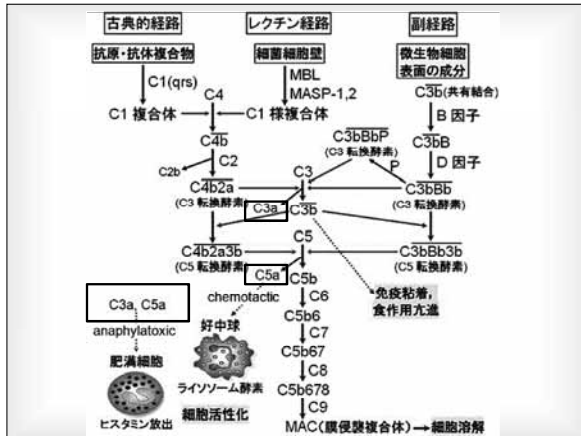 古典的経路
レクチン経路
副経路
抗原・抗体複合物
細菌細胞壁
微生物細胞
表面の成分
C1(qrs)
C4
MBL
MASP-1,2
C3b(共有結合)
C1 複合体
C1 様複合体
B 因子
C4b
C3bBbP
(C3 転換酵素)
C3bB
C2
C2b
C3
P
D 因子
C4b2a
(C3 転換酵素)
C3a
C3b
C3bBb
(C3 転換酵素)
C4b2a3b
(C5 転換酵素)
C5
C3bBb3b
(C5 転換酵素)
C5a
C5b
chemotactic
C6
免疫粘着,
食作用亢進
C3a, C5a
C5b6
anaphylatoxic
好中球
C7
C5b67
肥満細胞
C8
ライソソーム酵素
C5b678
細胞活性化
C9
ヒスタミン放出
MAC(膜侵襲複合体)→細胞溶解